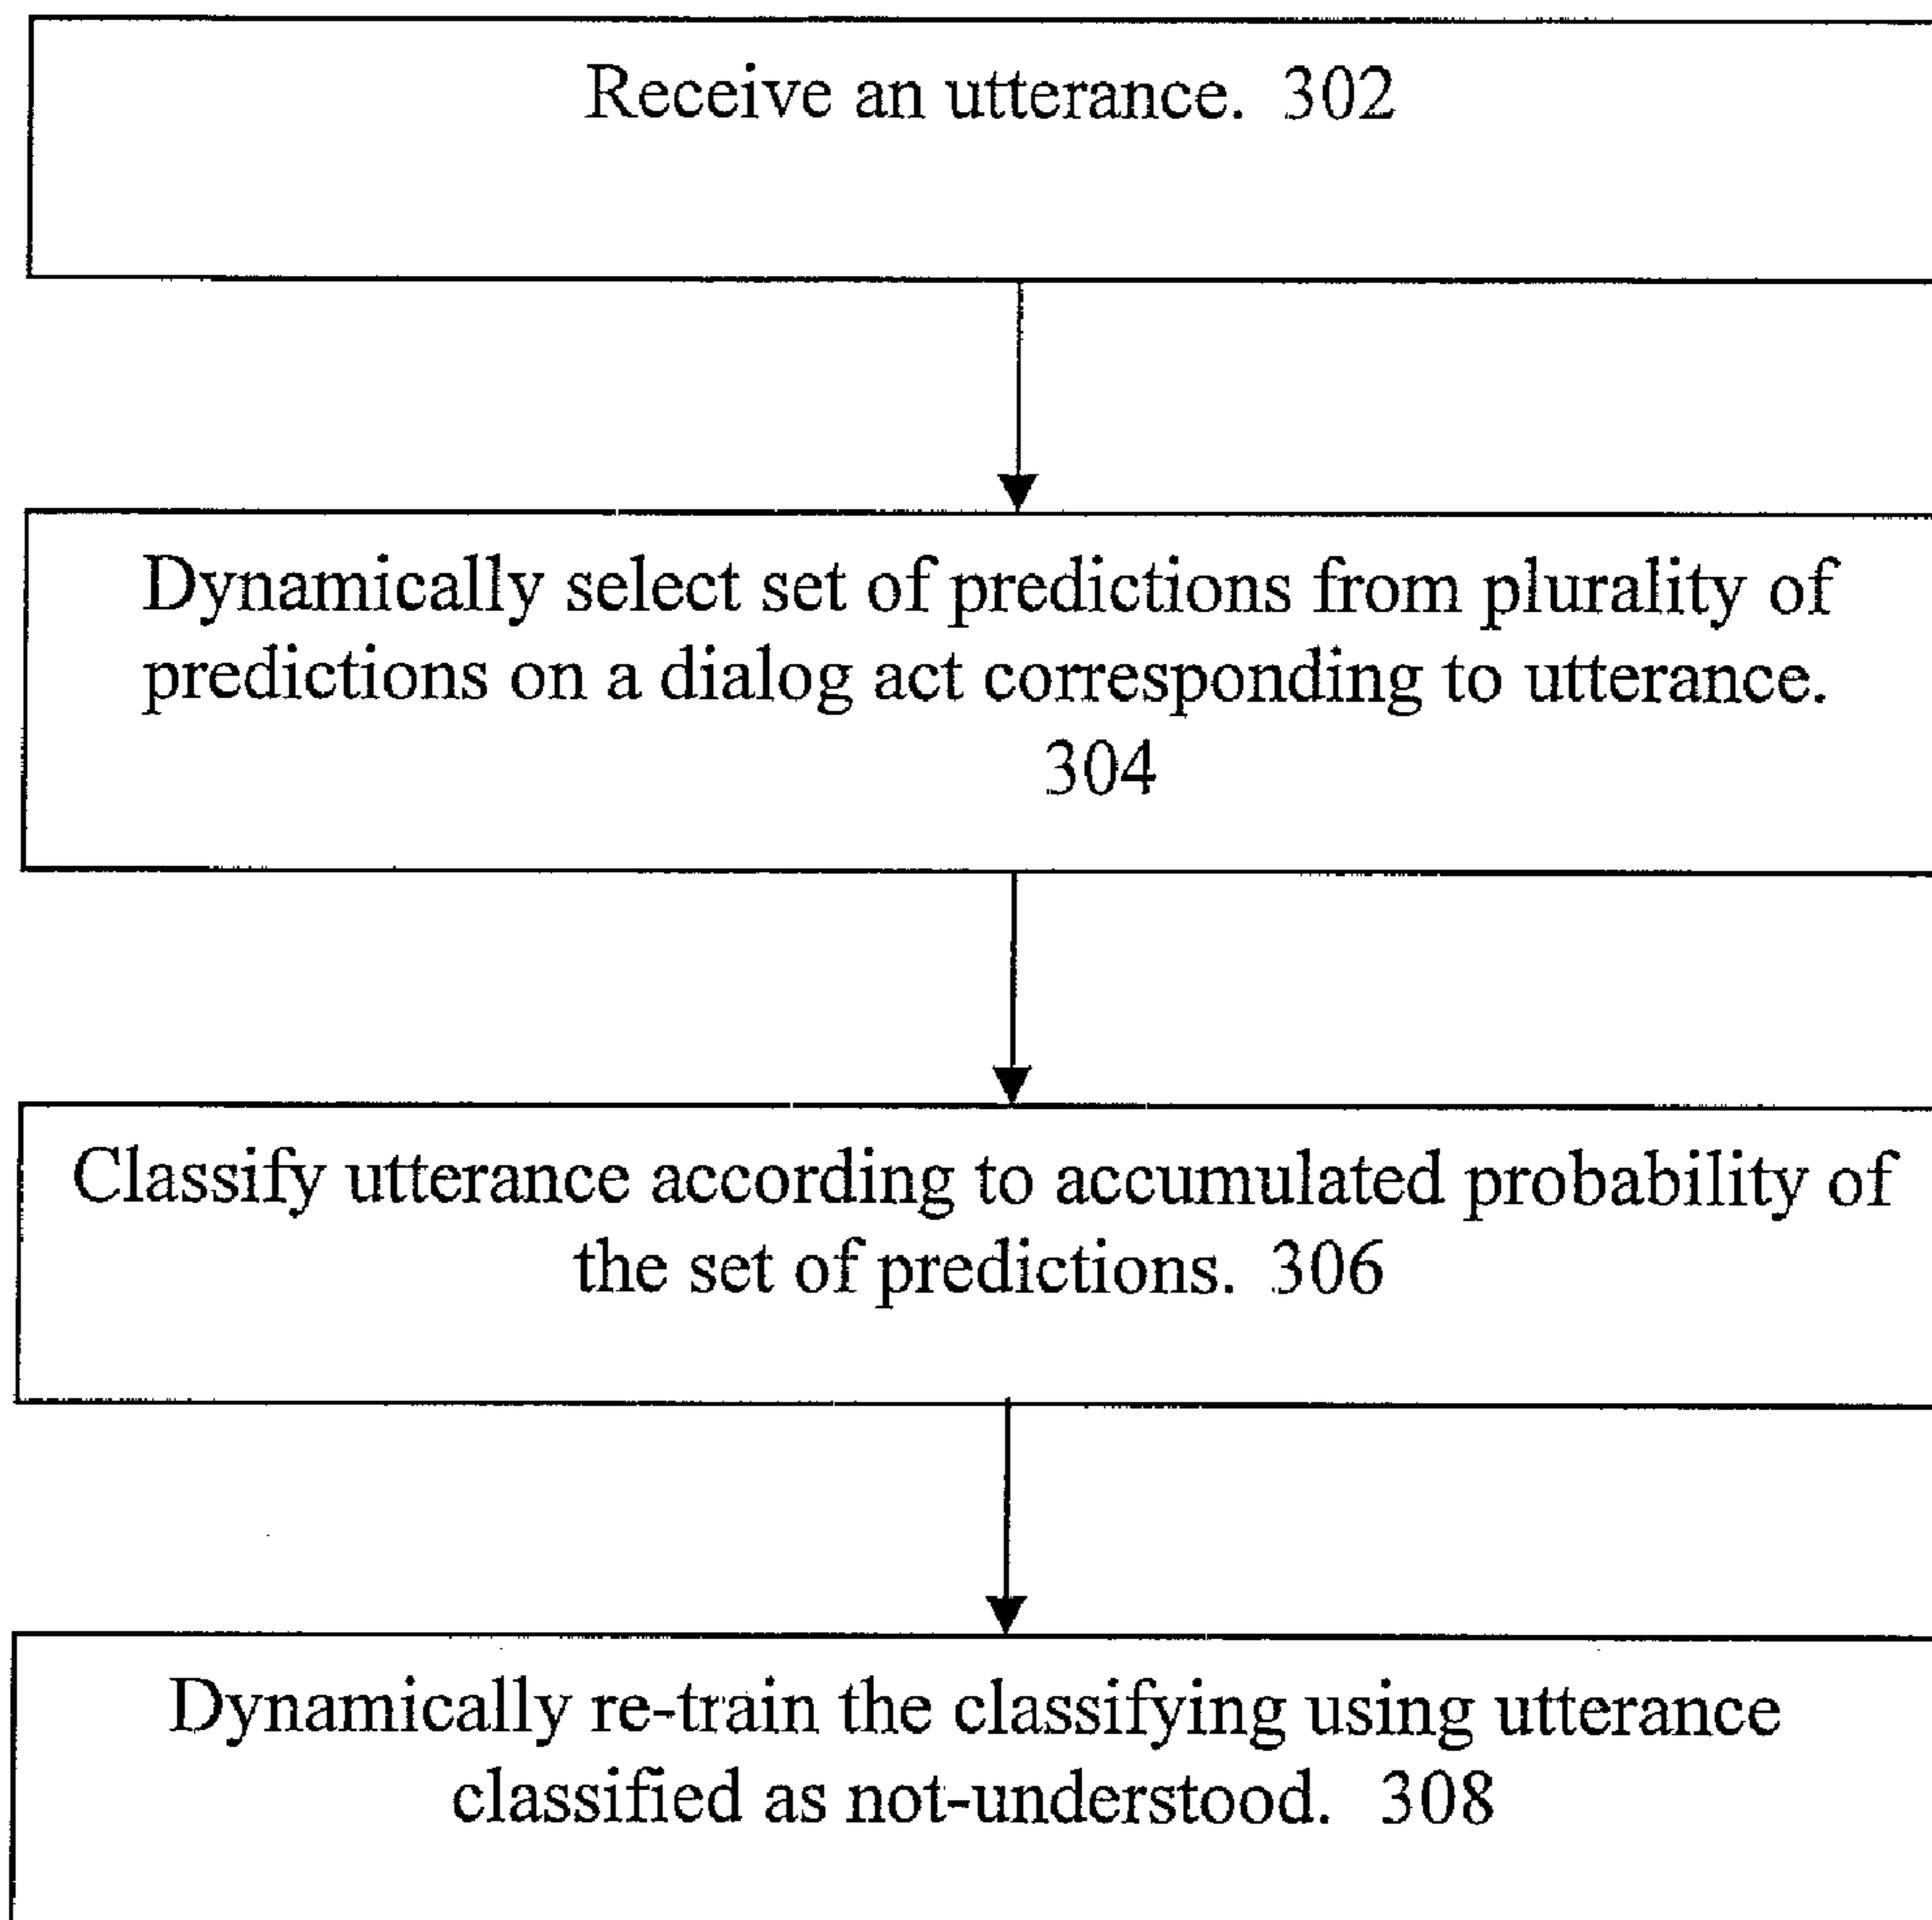 Receive an utterance. 302
Dynamically select set of predictions from plurality of
predictions on a dialog act corresponding to utterance.
304
Classify utterance according to accumulated probability of
the set of predictions. 306
Dynamically re-train the classifying using utterance
classified as not-understood. 308